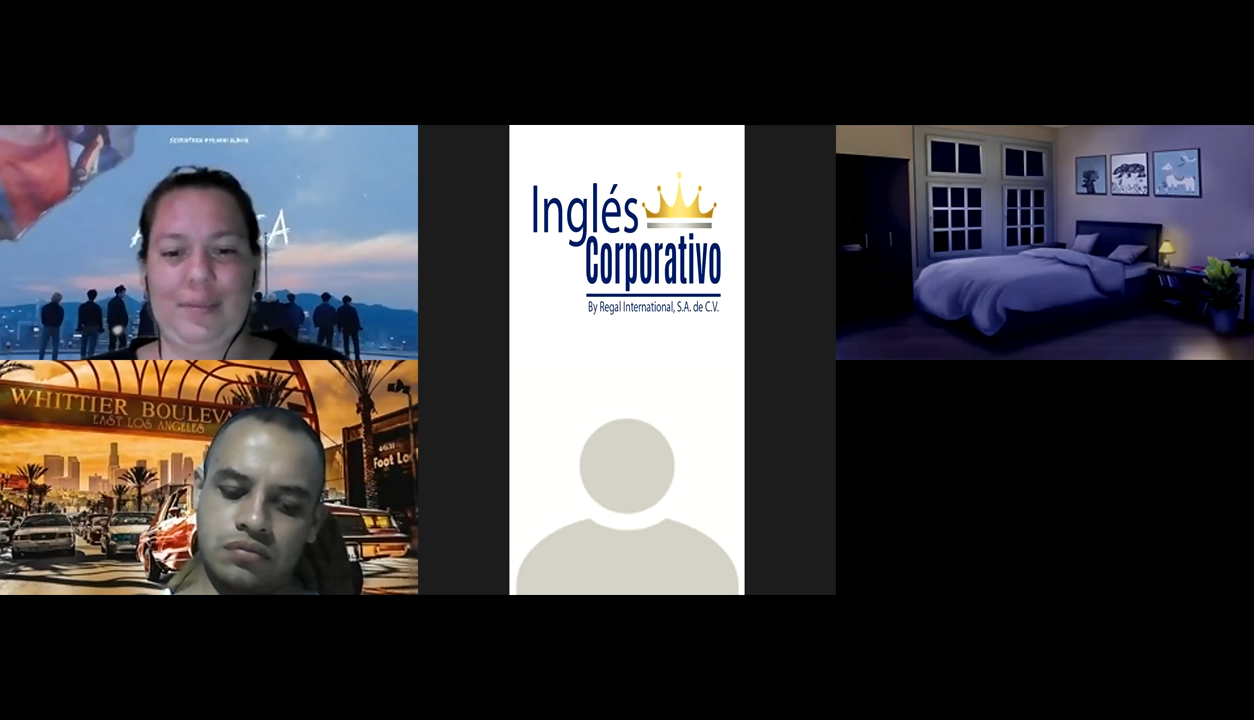 Inglés
Corporativo
By Regal International, S.A. de C.V.
WHITTIER BOULEVA
EAST LOS ANGELES
Foot Lo